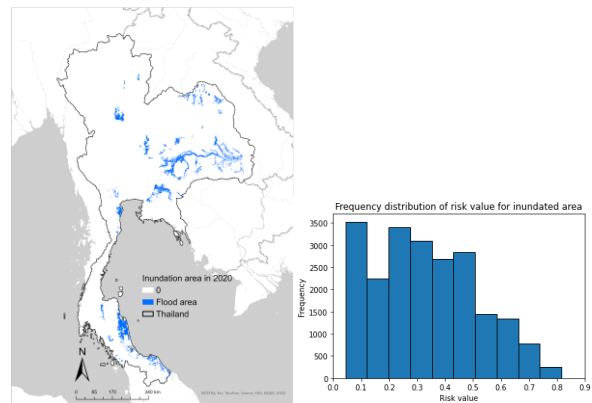 Inundation area in 2020
0
Flood area
Thailand
N
0
170
340 km
Frequency distribution of risk value for inundated area
3500
3000
2500
2000
1500
1000
500
0
Frequency
0.0 0.1 0.2 0.3 0.4 0.5 0.6 0.7 0.8 0.9
Risk value